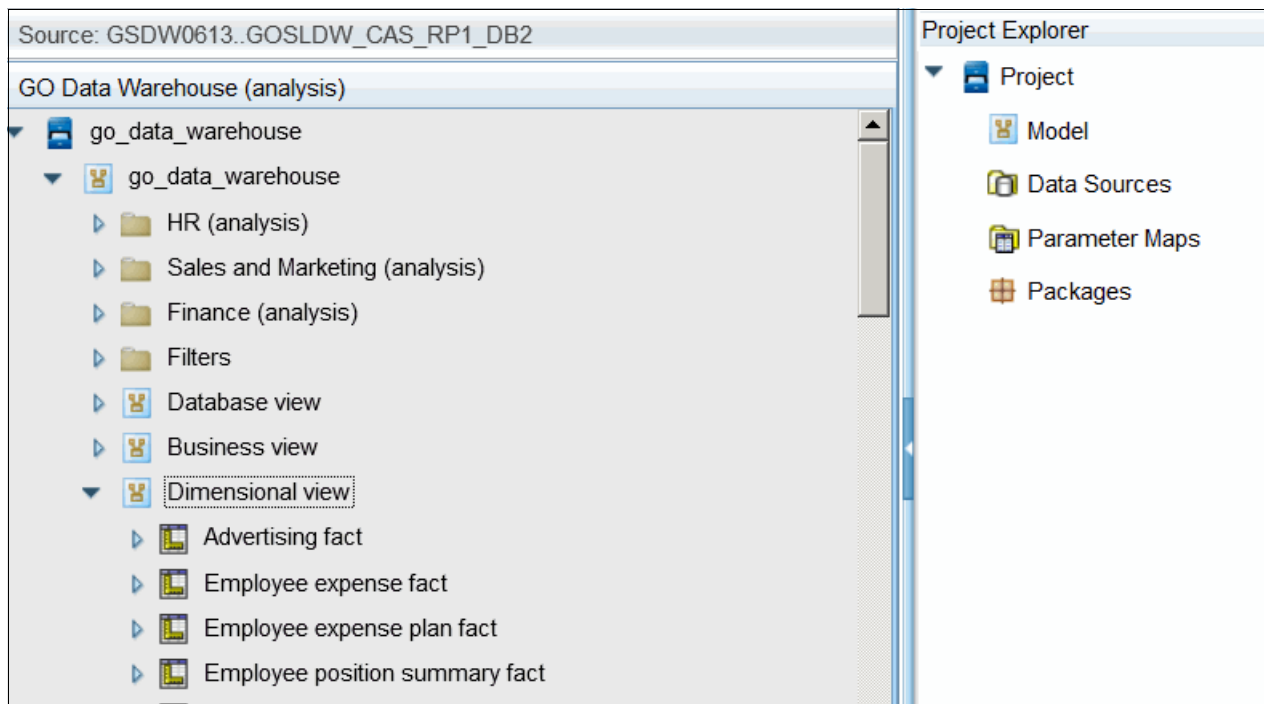 Source: GSDW0613..GOSLDW_CAS_RP1_DB2
GO Data Warehouse (analysis)
go_data_warehouse
go_data_warehouse
HR (analysis)
Sales and Marketing (analysis)
Finance (analysis)
Filters
Database view
Business view
Dimensional view
Advertising fact
Employee expense fact
Employee expense plan fact
Employee position summary fact
Project Explorer
Project
Model
Data Sources
Parameter Maps
Packages